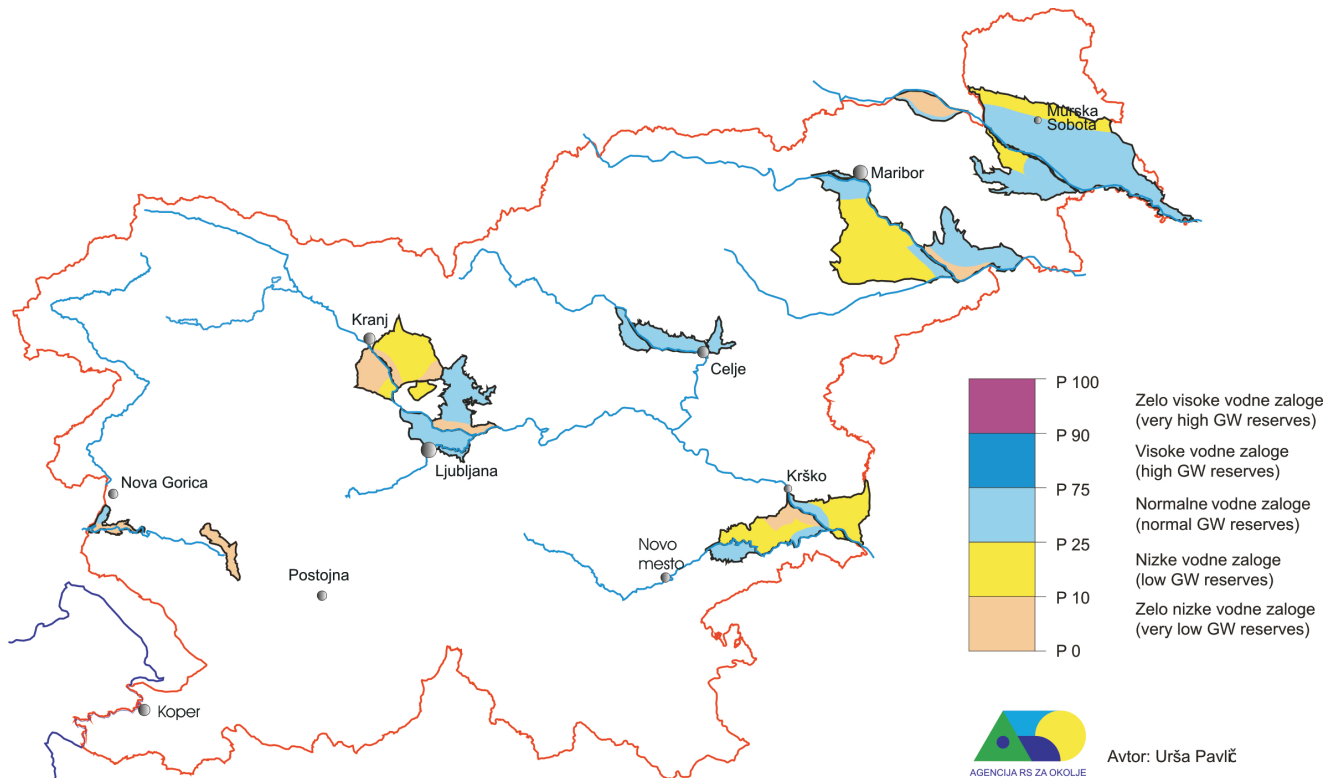 Murska
Sobota
Maribor
Kranj
Celje
Ljubljana
Krško
Nova Gorica
Novo
mesto
Postojna
Koper
P 100
Zelo visoke vodne zaloge
(very high GW reserves)
P 90
Visoke vodne zaloge
(high GW reserves)
P 75
Normalne vodne zaloge
(normal GW reserves)
P 25
Nizke vodne zaloge
(low GW reserves)
P 10
Zelo nizke vodne zaloge
(very low GW reserves)
P 0
AGENCIJA RS ZA OKOLJE
Avtor: Urša Pavlič